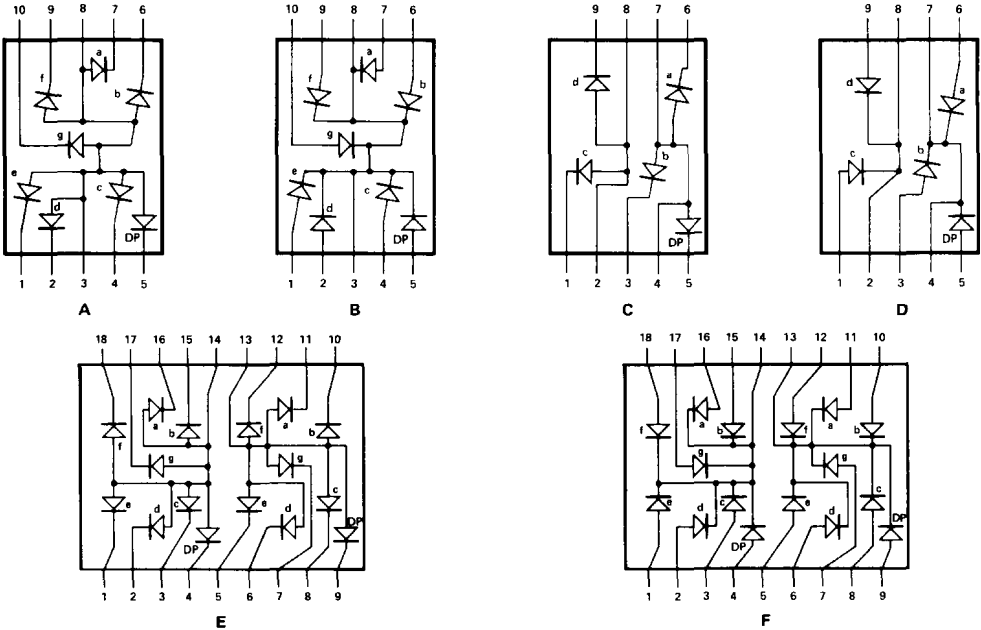 10 9 8 7 6 10 9 8 7 6 9 8 7 6 9 8 7 6
a a
f f
b b
d d
a a
g g
b b
c c
e c e c
d d
DP DP DP DP
1 2 3 4 5 1 2 3 4 5 1 2 3 4 5 1 2 3 4 5
A B C D
18 17 16 15 14 13 12 11 10 18 17 16 15 14 13 12 11 10
a b f a b a b f a b
f f
g g g g
e c e c e c e c
d d d d
DP DP DP DP
1 2 3 4 5 6 7 8 9 1 2 3 4 5 6 7 8 9
E F